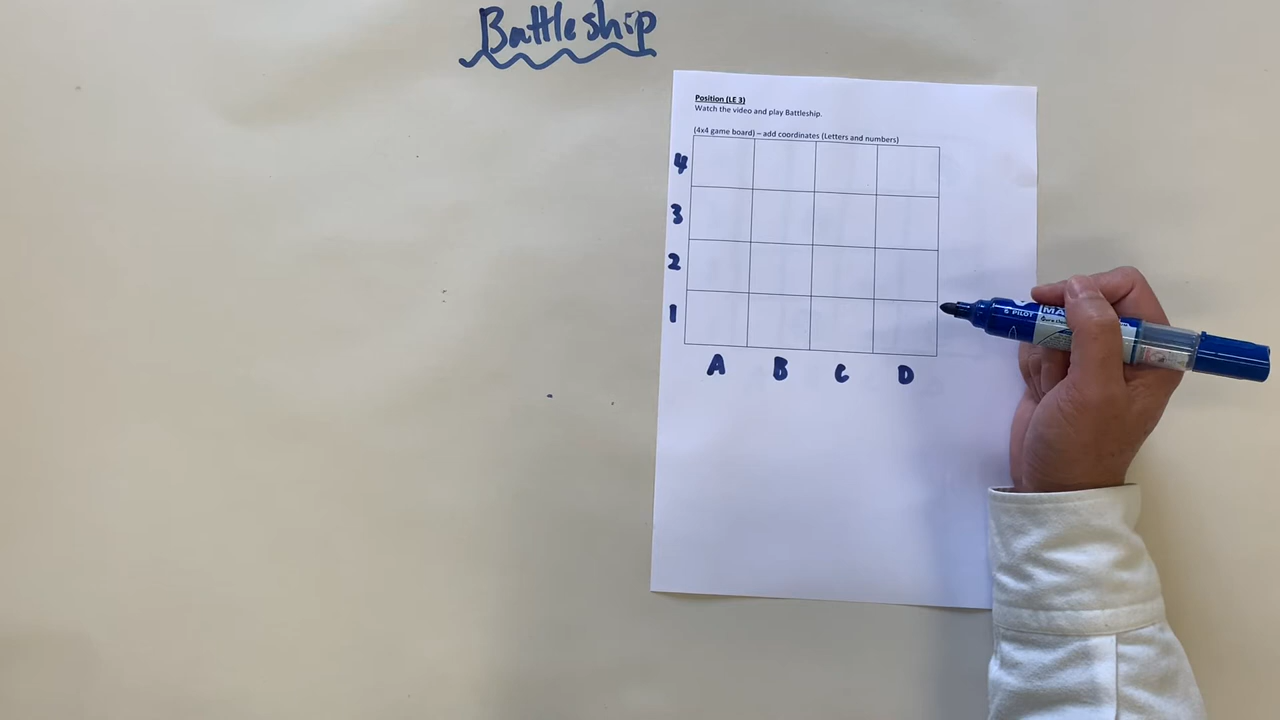 Battleship
Position (LE 3)
Watch the video and play Battleship.
(4x4 game board) – add coordinates (Letters and numbers)
4
3
2
1
A B C D
PILOT MA